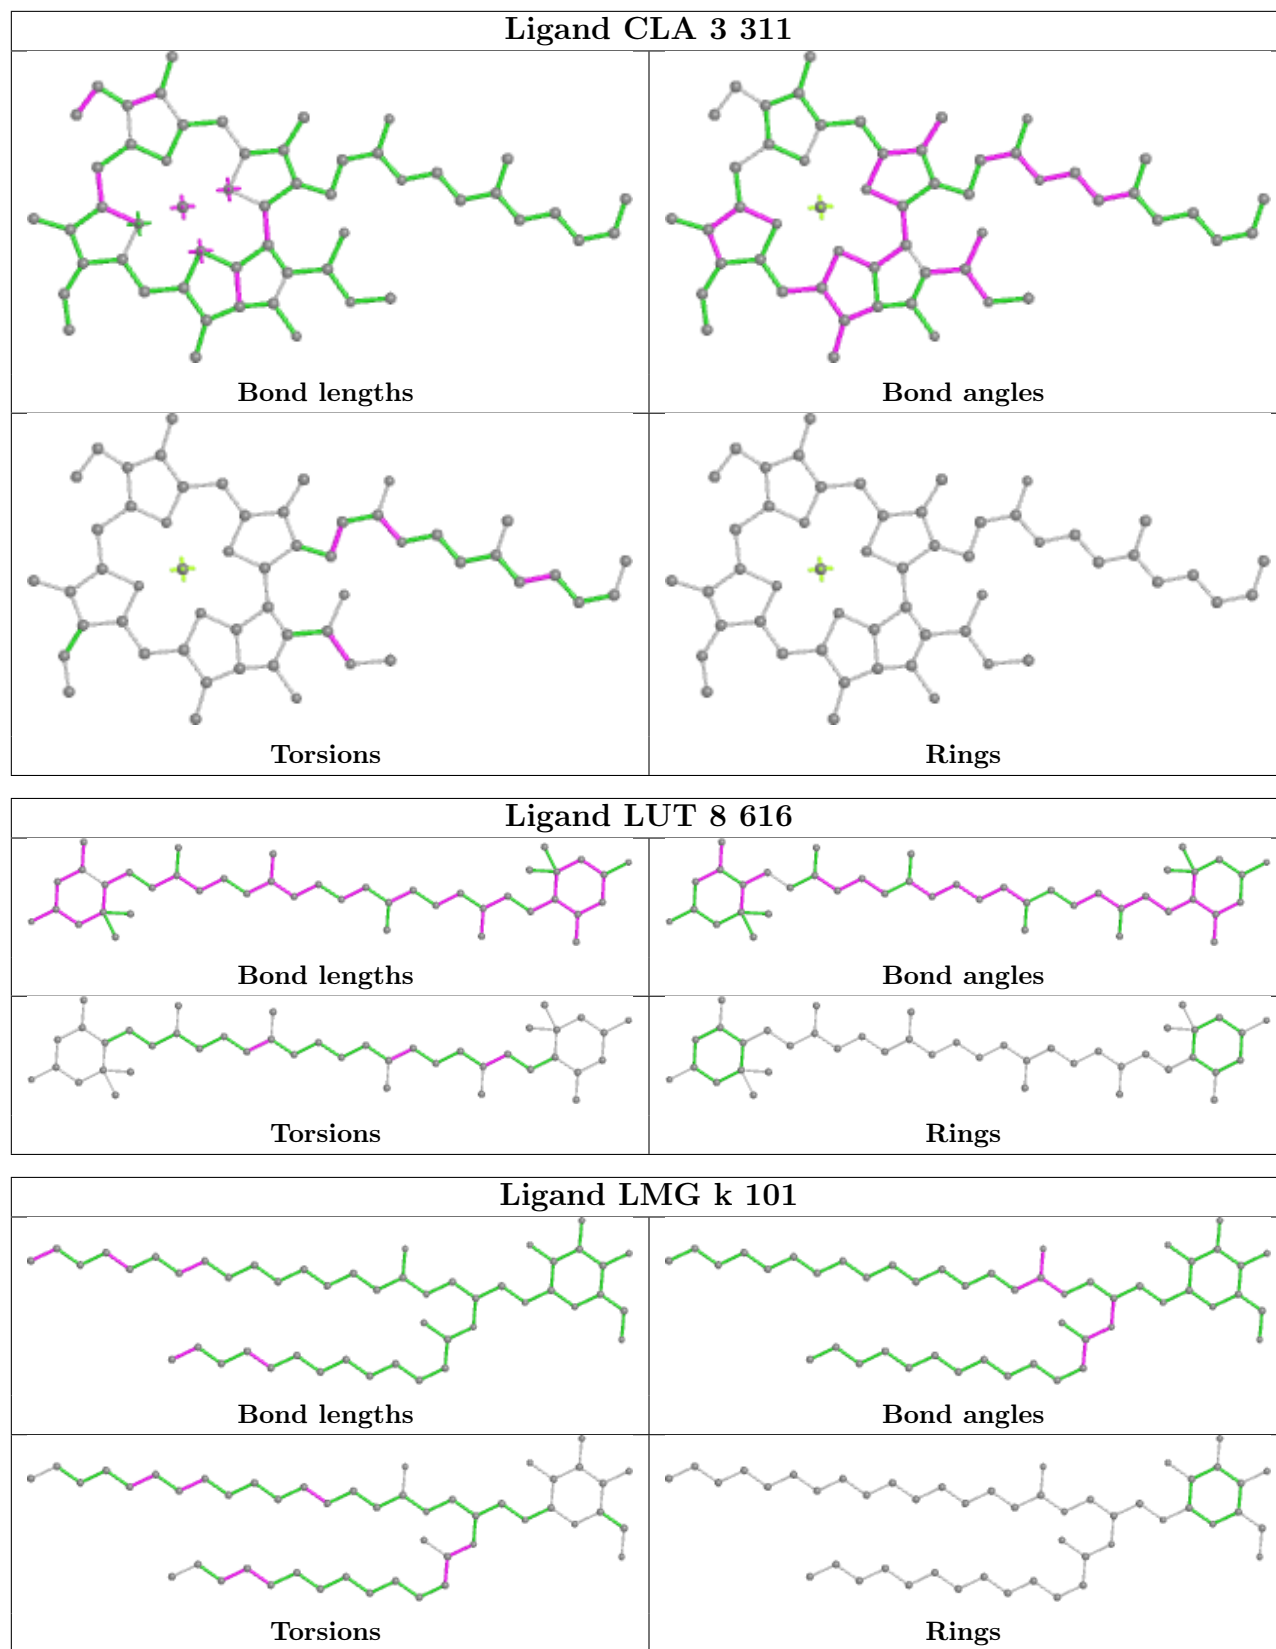 Ligand CLA 3 311
Bond lengths
Bond angles
Torsions
Rings
Ligand LUT 8 616
Bond lengths
Bond angles
Torsions
Rings
Ligand LMG k 101
Bond lengths
Bond angles
Torsions
Rings